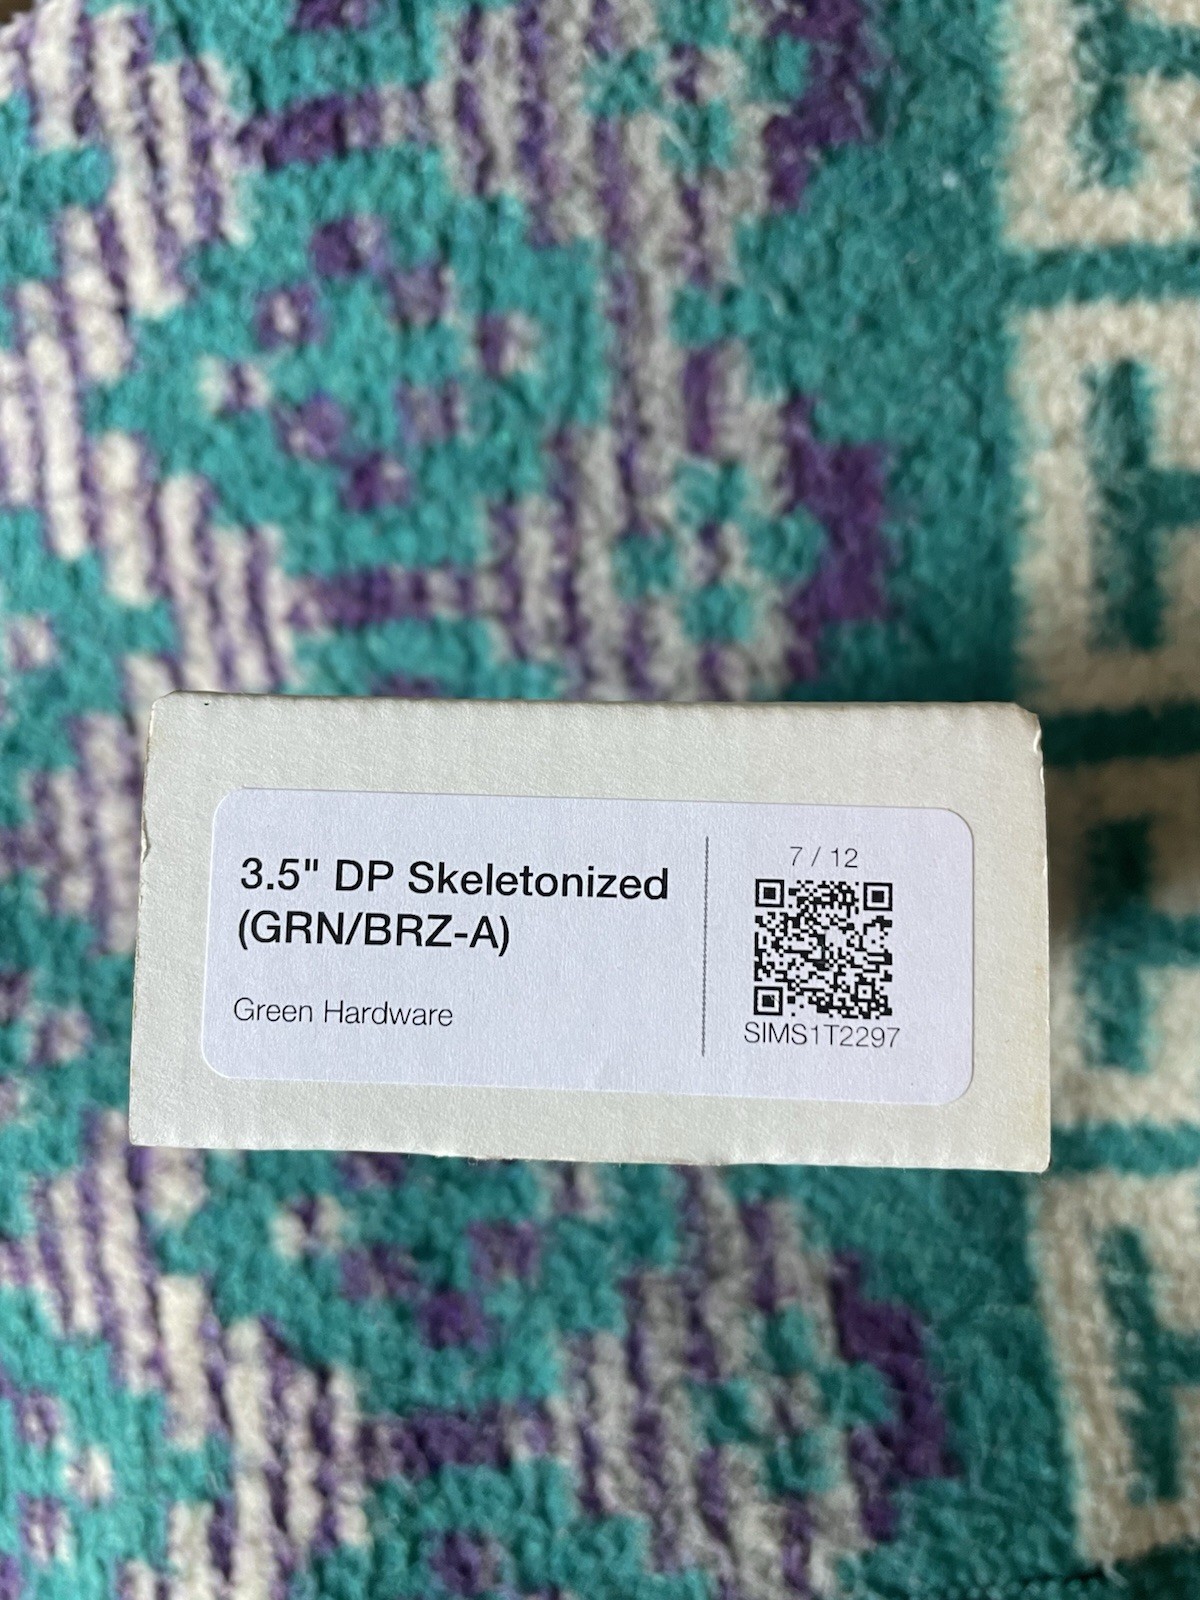 3.5" DP Skeletonized
(GRN/BRZ-A)
Green Hardware
7 / 12
SIMS1T2297